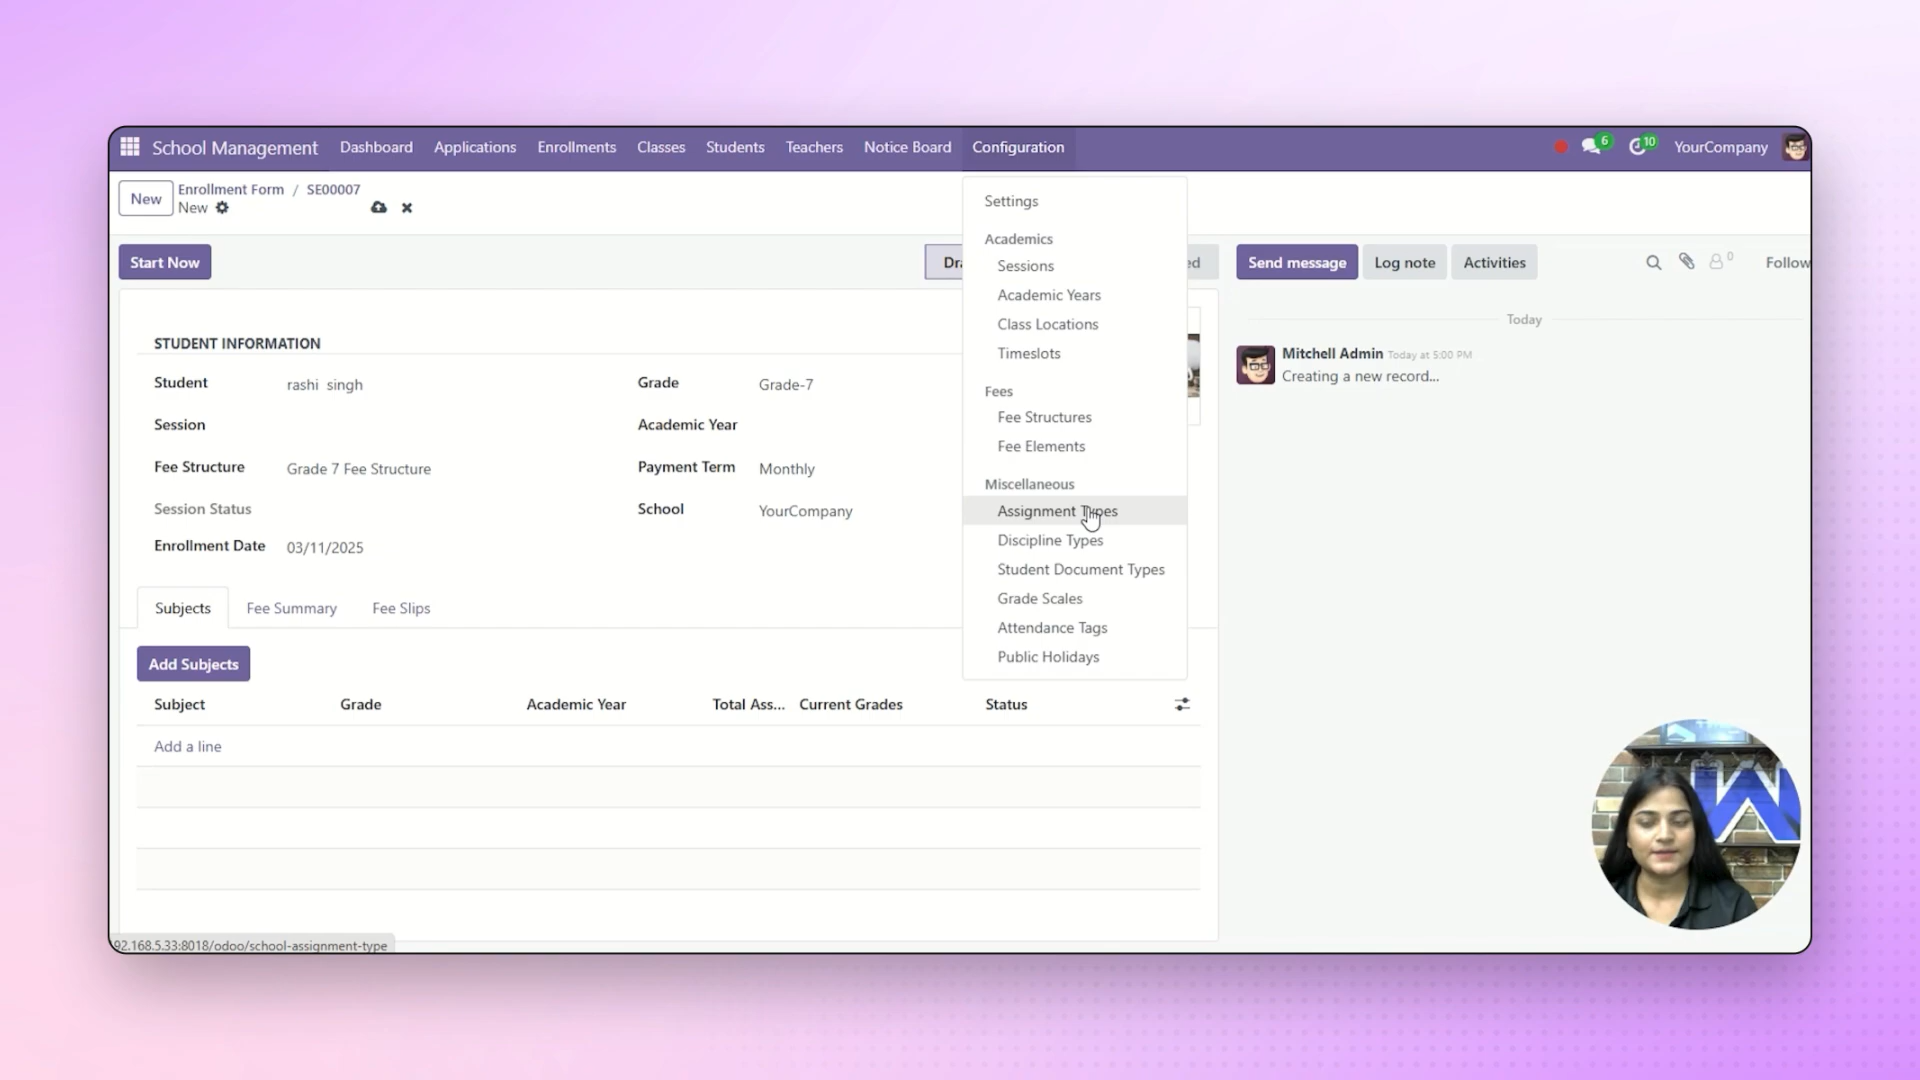 School Management Dashboard Applications Enrollments Classes Students Teachers Notice Board Configuration 6 10 YourCompany
New Enrollment Form / SE00007
New
Start Now Dra ed Send message Log note Activities 0 Follow
Settings
Academics
Sessions
Academic Years
Class Locations
Timeslots
Fees
Fee Structures
Fee Elements
Miscellaneous
Assignment Types
Discipline Types
Student Document Types
Grade Scales
Attendance Tags
Public Holidays
STUDENT INFORMATION
Student rashi singh Grade Grade-7
Session Academic Year
Fee Structure Grade 7 Fee Structure Payment Term Monthly
Session Status School YourCompany
Enrollment Date 03/11/2025
Today
Mitchell Admin Today at 5:00 PM
Creating a new record...
Subjects Fee Summary Fee Slips
Add Subjects
Subject Grade Academic Year Total Ass... Current Grades Status
Add a line
92.168.5.33:8018/odoo/school-assignment-type